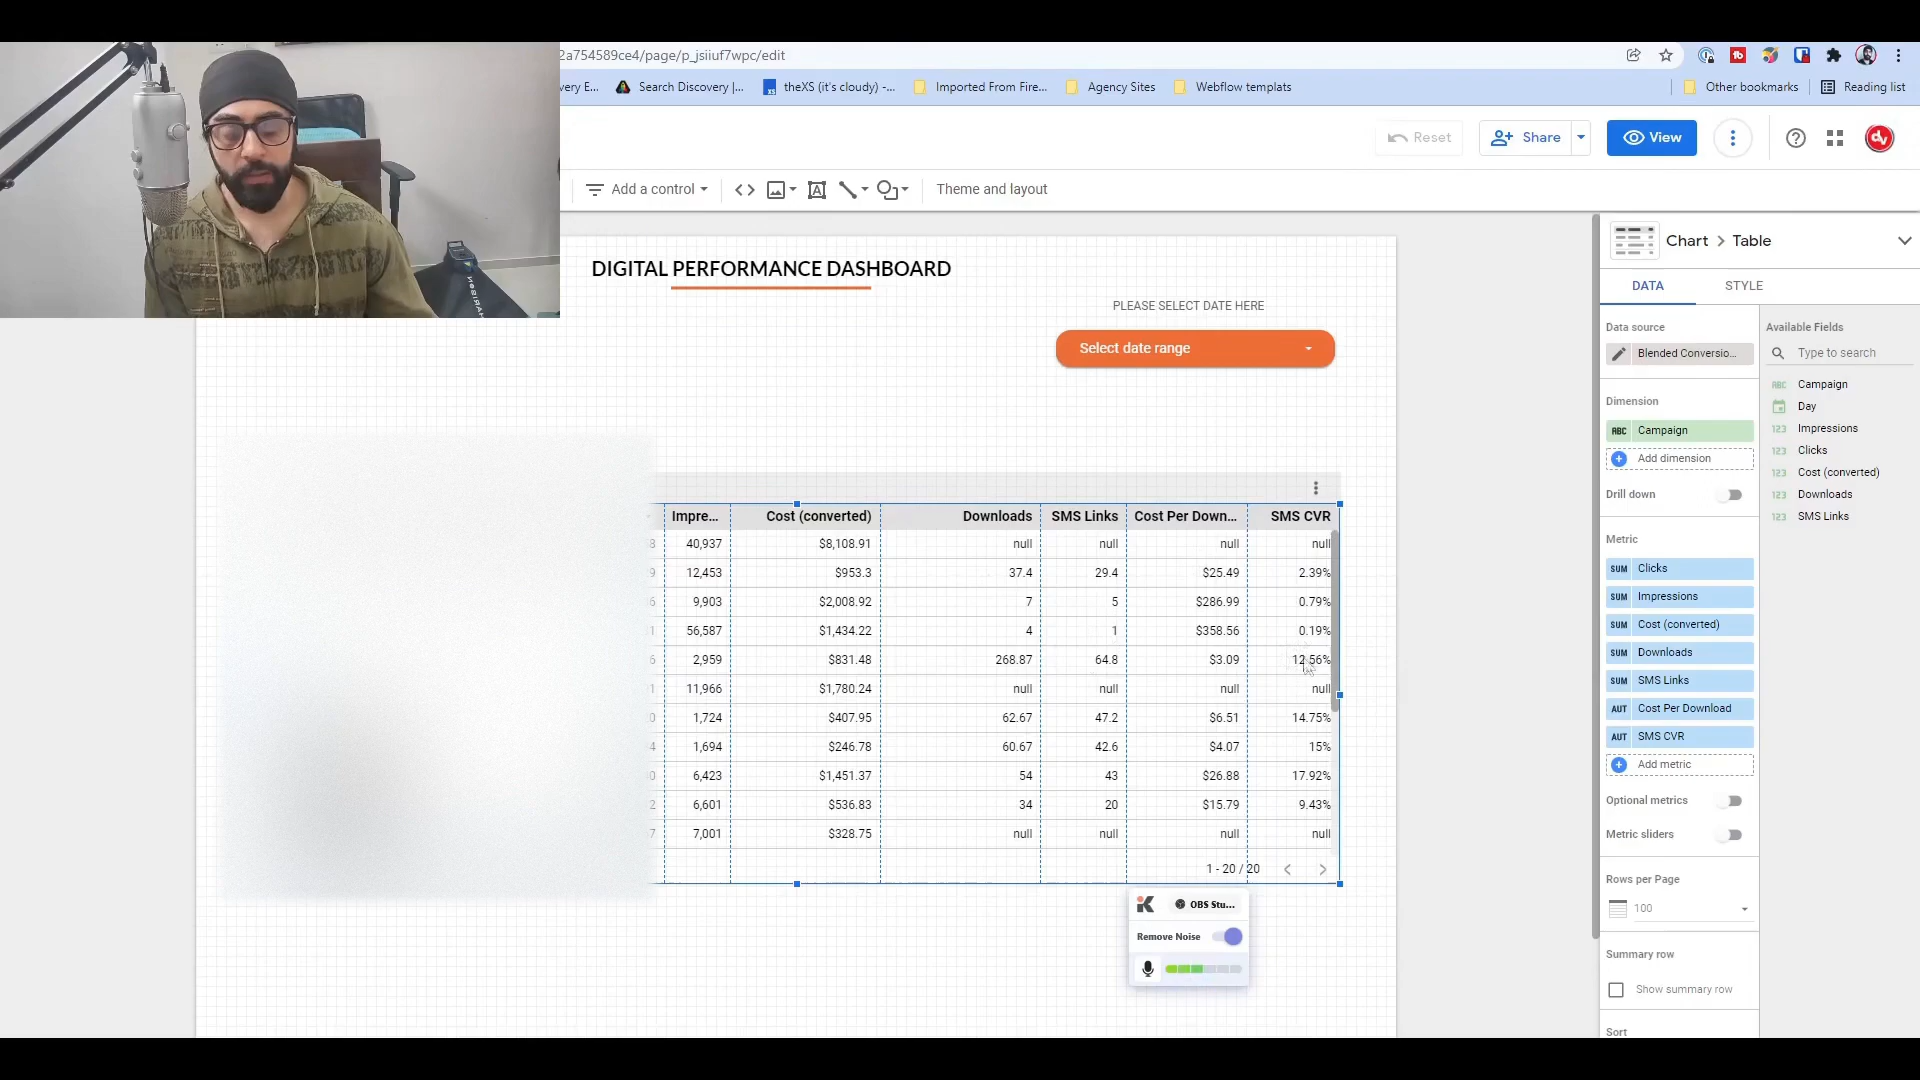 2a754589ce4/page/p_jsiiuf7wpc/edit
very E...
Search Discovery |...
theXS (it's cloudy) -...
Imported From Fire...
Agency Sites
Webflow templates
Other bookmarks
Reading list
Reset
Share
View
Add a control
Theme and layout
DIGITAL PERFORMANCE DASHBOARD
PLEASE SELECT DATE HERE
Select date range
Impre... Cost (converted) Downloads SMS Links Cost Per Down... SMS CVR
40,937 $8,108.91 null null null null
12,453 $953.3 37.4 29.4 $25.49 2.39%
9,903 $2,008.92 7 5 $286.99 0.79%
56,587 $1,434.22 4 1 $358.56 0.19%
2,959 $831.48 268.87 64.8 $3.09 12.56%
11,966 $1,780.24 null null null null
1,724 $407.95 62.67 47.2 $6.51 14.75%
1,694 $246.78 60.67 42.6 $4.07 15%
6,423 $1,451.37 54 43 $26.88 17.92%
6,601 $536.83 34 20 $15.79 9.43%
7,001 $328.75 null null null null
1 - 20 / 20
OBS Stu...
Remove Noise
Chart > Table
DATA STYLE
Data source
Blended Conversio...
Dimension
ABC Campaign
Add dimension
Drill down
Metric
SUM Clicks
SUM Impressions
SUM Cost (converted)
SUM Downloads
SUM SMS Links
AUT Cost Per Download
AUT SMS CVR
Add metric
Optional metrics
Metric sliders
Rows per Page
100
Summary row
Show summary row
Sort
Available Fields
Type to search
ABC Campaign
Day
123 Impressions
123 Clicks
123 Cost (converted)
123 Downloads
123 SMS Links